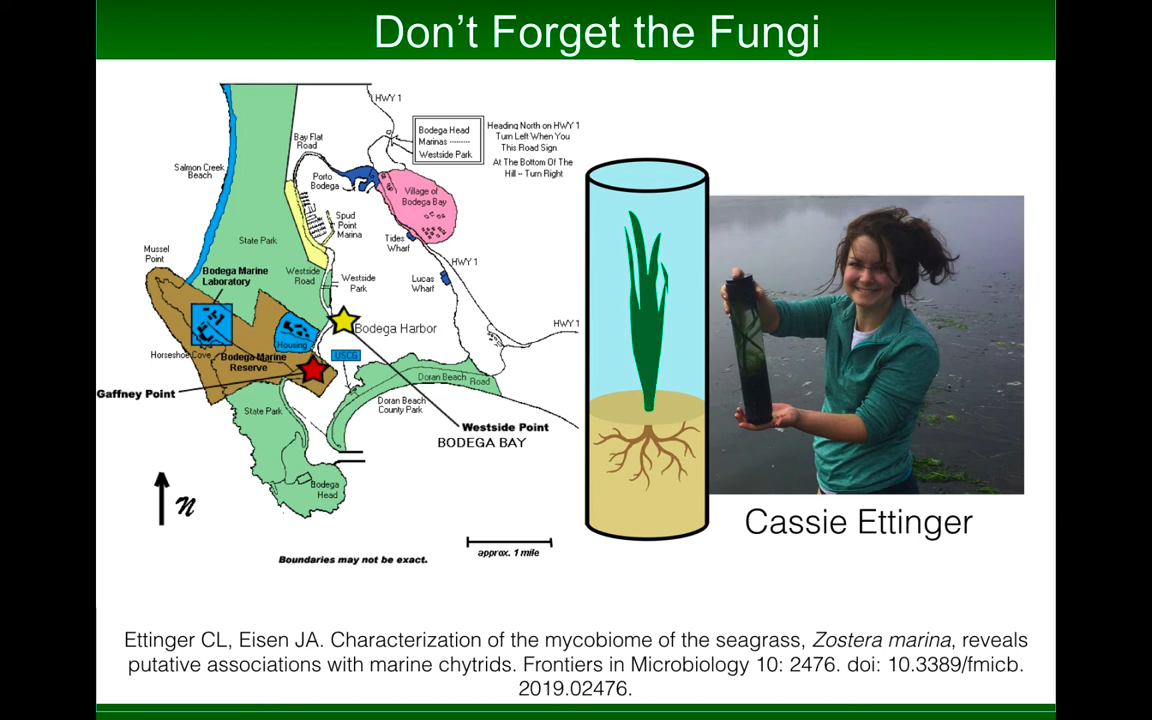 Don't Forget the Fungi
HWY 1
Bodega Head
Marinas ---------
Westside Park
Heading North on HWY 1
Turn Left When You
This Road Sign
At The Bottom Of The
Hill -- Turn Right
Bay Flat
Road
Salmon Creek
Beach
Porto
Bodega
Village of
Bodega Bay
Spud
Point
Marina
State Park
Tides
Wharf
Mussel
Point
HWY 1
Bodega Marine
Laboratory
Westside
Road
Westside
Park
Lucas
Wharf
HWY 1
Bodega Harbor
Housing
Horseshoe Cove
Bodega Marine
Reserve
USCG
Gaffney Point
Doran Beach
Road
State Park
Doran Beach
County Park
Westside Point
BODEGA BAY
Bodega
Head
N
approx. 1 mile
Boundaries may not be exact.
Cassie Ettinger
Ettinger CL, Eisen JA. Characterization of the mycobiome of the seagrass, Zostera marina, reveals
putative associations with marine chytrids. Frontiers in Microbiology 10: 2476. doi: 10.3389/fmicb.
2019.02476.